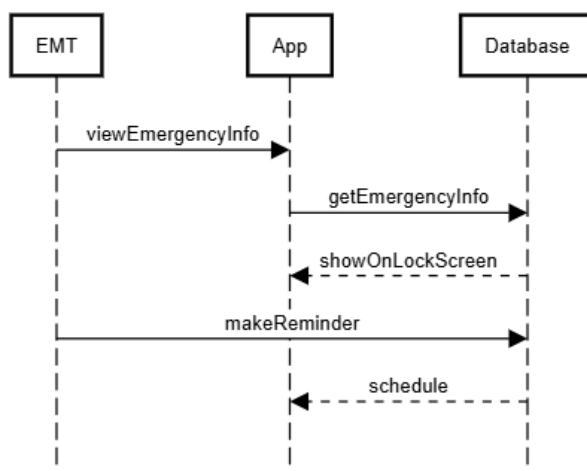 EMT
App
Database
viewEmergencyInfo
getEmergencyInfo
showOnLockScreen
makeReminder
schedule